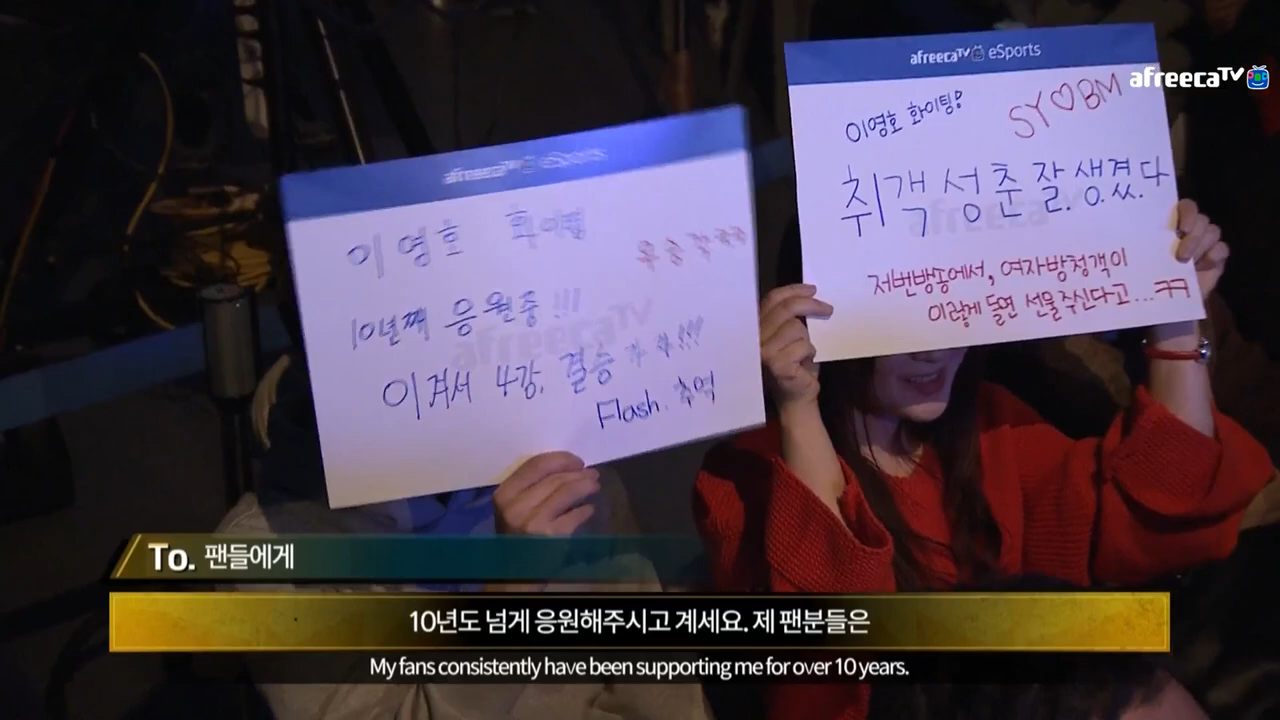 afreecaTV eSports
이영호 화이팅
10년째 응원중!!!
이겨서 4강, 결승 가자!!!
Flash. 추억
afreecaTV
afreecaTV eSports
이영호 화이팅!
SY♡BM
취객 성춘 잘.생.겼.다
저번방송에서, 여자방청객이
이렇게 들면 선물주신다고...ㅋㅋ
afreecaTV
afreecaTV
To. 팬들에게
10년도 넘게 응원해주시고 계세요. 제 팬분들은
My fans consistently have been supporting me for over 10 years.